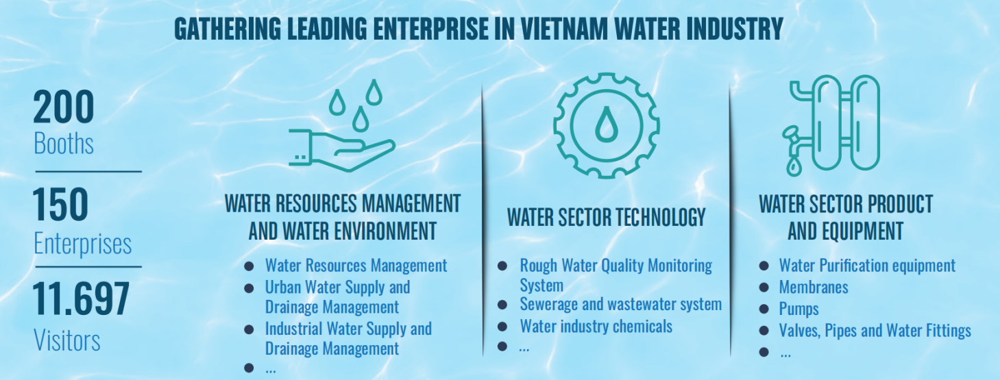 GATHERING LEADING ENTERPRISE IN VIETNAM WATER INDUSTRY
200
Booths
150
Enterprises
11.697
Visitors
WATER RESOURCES MANAGEMENT
AND WATER ENVIRONMENT
● Water Resources Management
● Urban Water Supply and
Drainage Management
● Industrial Water Supply and
Drainage Management
● ...
WATER SECTOR TECHNOLOGY
● Rough Water Quality Monitoring
System
● Sewerage and wastewater system
● Water industry chemicals
● ...
WATER SECTOR PRODUCT
AND EQUIPMENT
● Water Purification equipment
● Membranes
● Pumps
● Valves, Pipes and Water Fittings
● ...